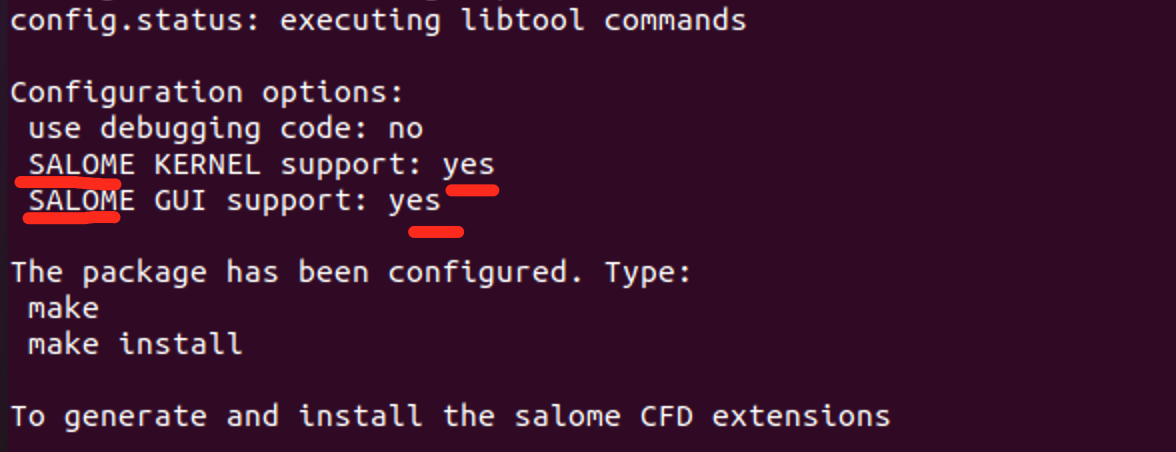 config.status: executing libtool commands
Configuration options:
use debugging code: no
SALOME KERNEL support: yes
SALOME GUI support: yes
The package has been configured. Type:
make
make install
To generate and install the salome CFD extensions